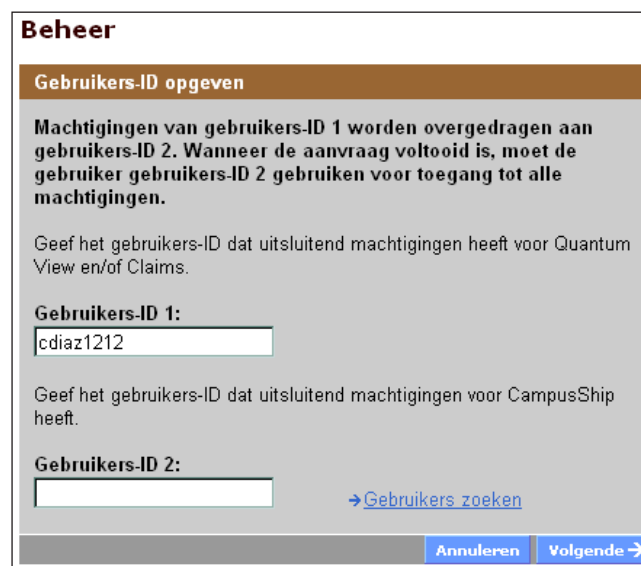 Beheer
Gebruikers-ID opgeven
Machtigingen van gebruikers-ID 1 worden overgedragen aan
gebruikers-ID 2. Wanneer de aanvraag voltooid is, moet de
gebruiker gebruikers-ID 2 gebruiken voor toegang tot alle
machtigingen.
Geef het gebruikers-ID dat uitsluitend machtigingen heeft voor Quantum
View en/of Claims.
Gebruikers-ID 1:
cdiaz1212
Geef het gebruikers-ID dat uitsluitend machtigingen voor CampusShip
heeft.
Gebruikers-ID 2:
→Gebruikers zoeken
Annuleren Volgende→